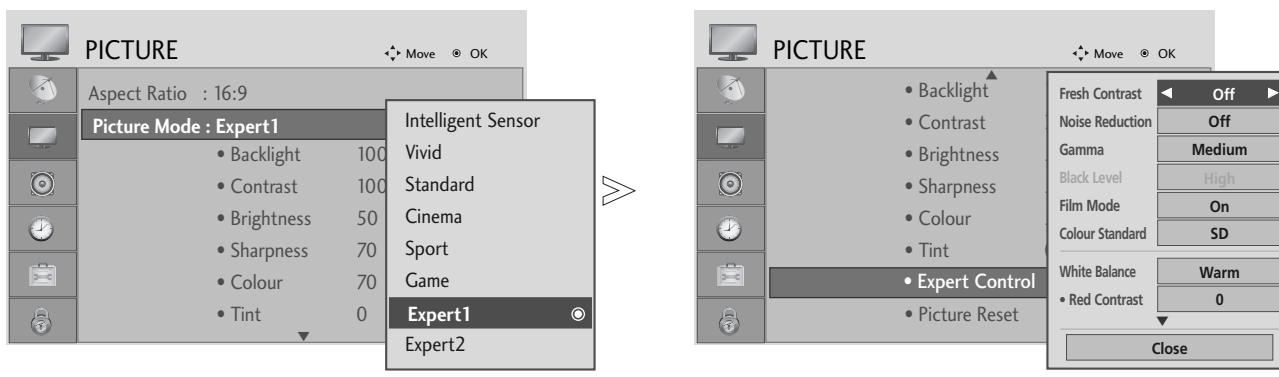 PICTURE
Move OK
Aspect Ratio : 16:9
Picture Mode : Expert1
• Backlight 100
• Contrast 100
• Brightness 50
• Sharpness 70
• Colour 70
• Tint 0
Intelligent Sensor
Vivid
Standard
Cinema
Sport
Game
Expert1
Expert2
PICTURE
Move OK
• Backlight
• Contrast
• Brightness
• Sharpness
• Colour
• Tint
• Expert Control
• Picture Reset
Fresh Contrast Off
Noise Reduction Off
Gamma Medium
Black Level High
Film Mode On
Colour Standard SD
White Balance Warm
• Red Contrast 0
Close